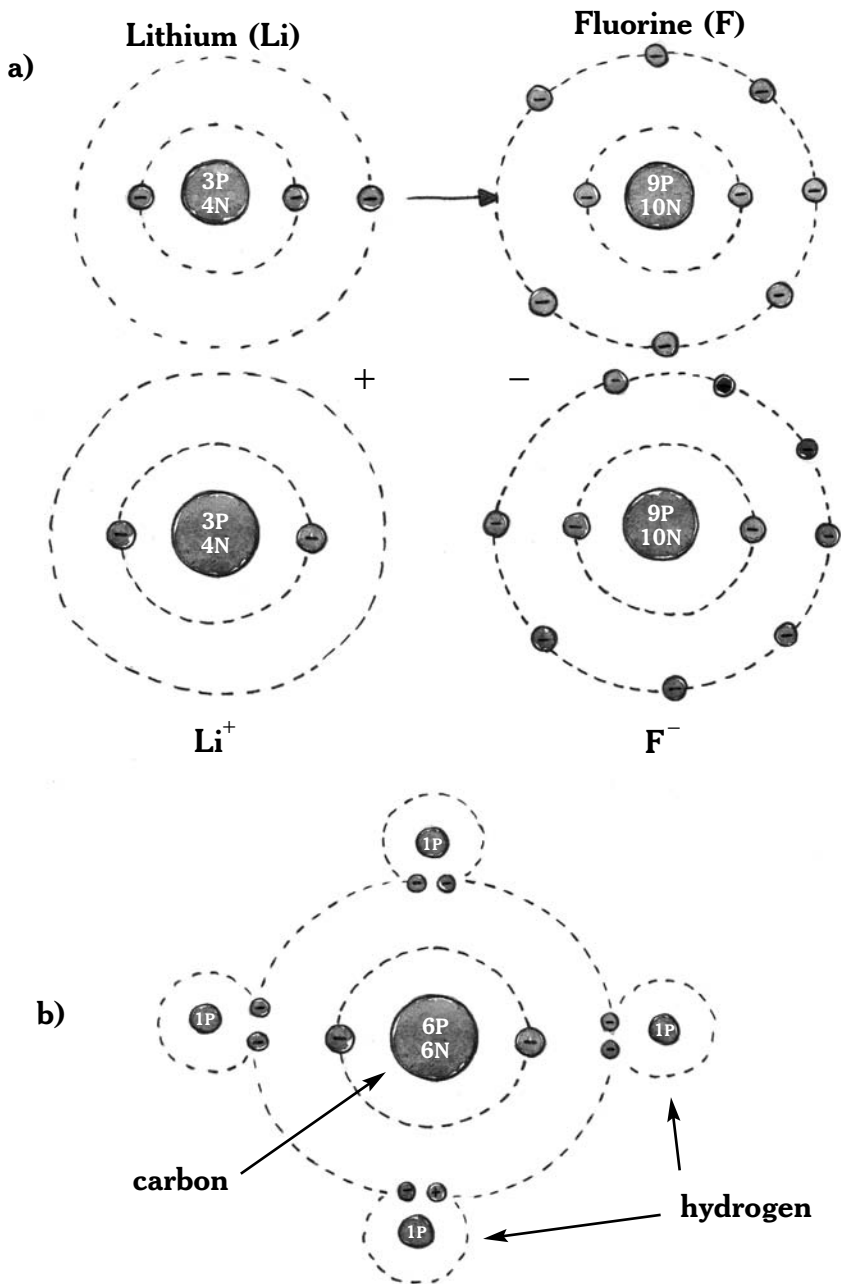 Lithium (Li)
Fluorine (F)
a)
3P
4N
9P
10N
+
−
3P
4N
9P
10N
Li⁺
F⁻
1P
b)
1P
6P
6N
1P
carbon
hydrogen
1P